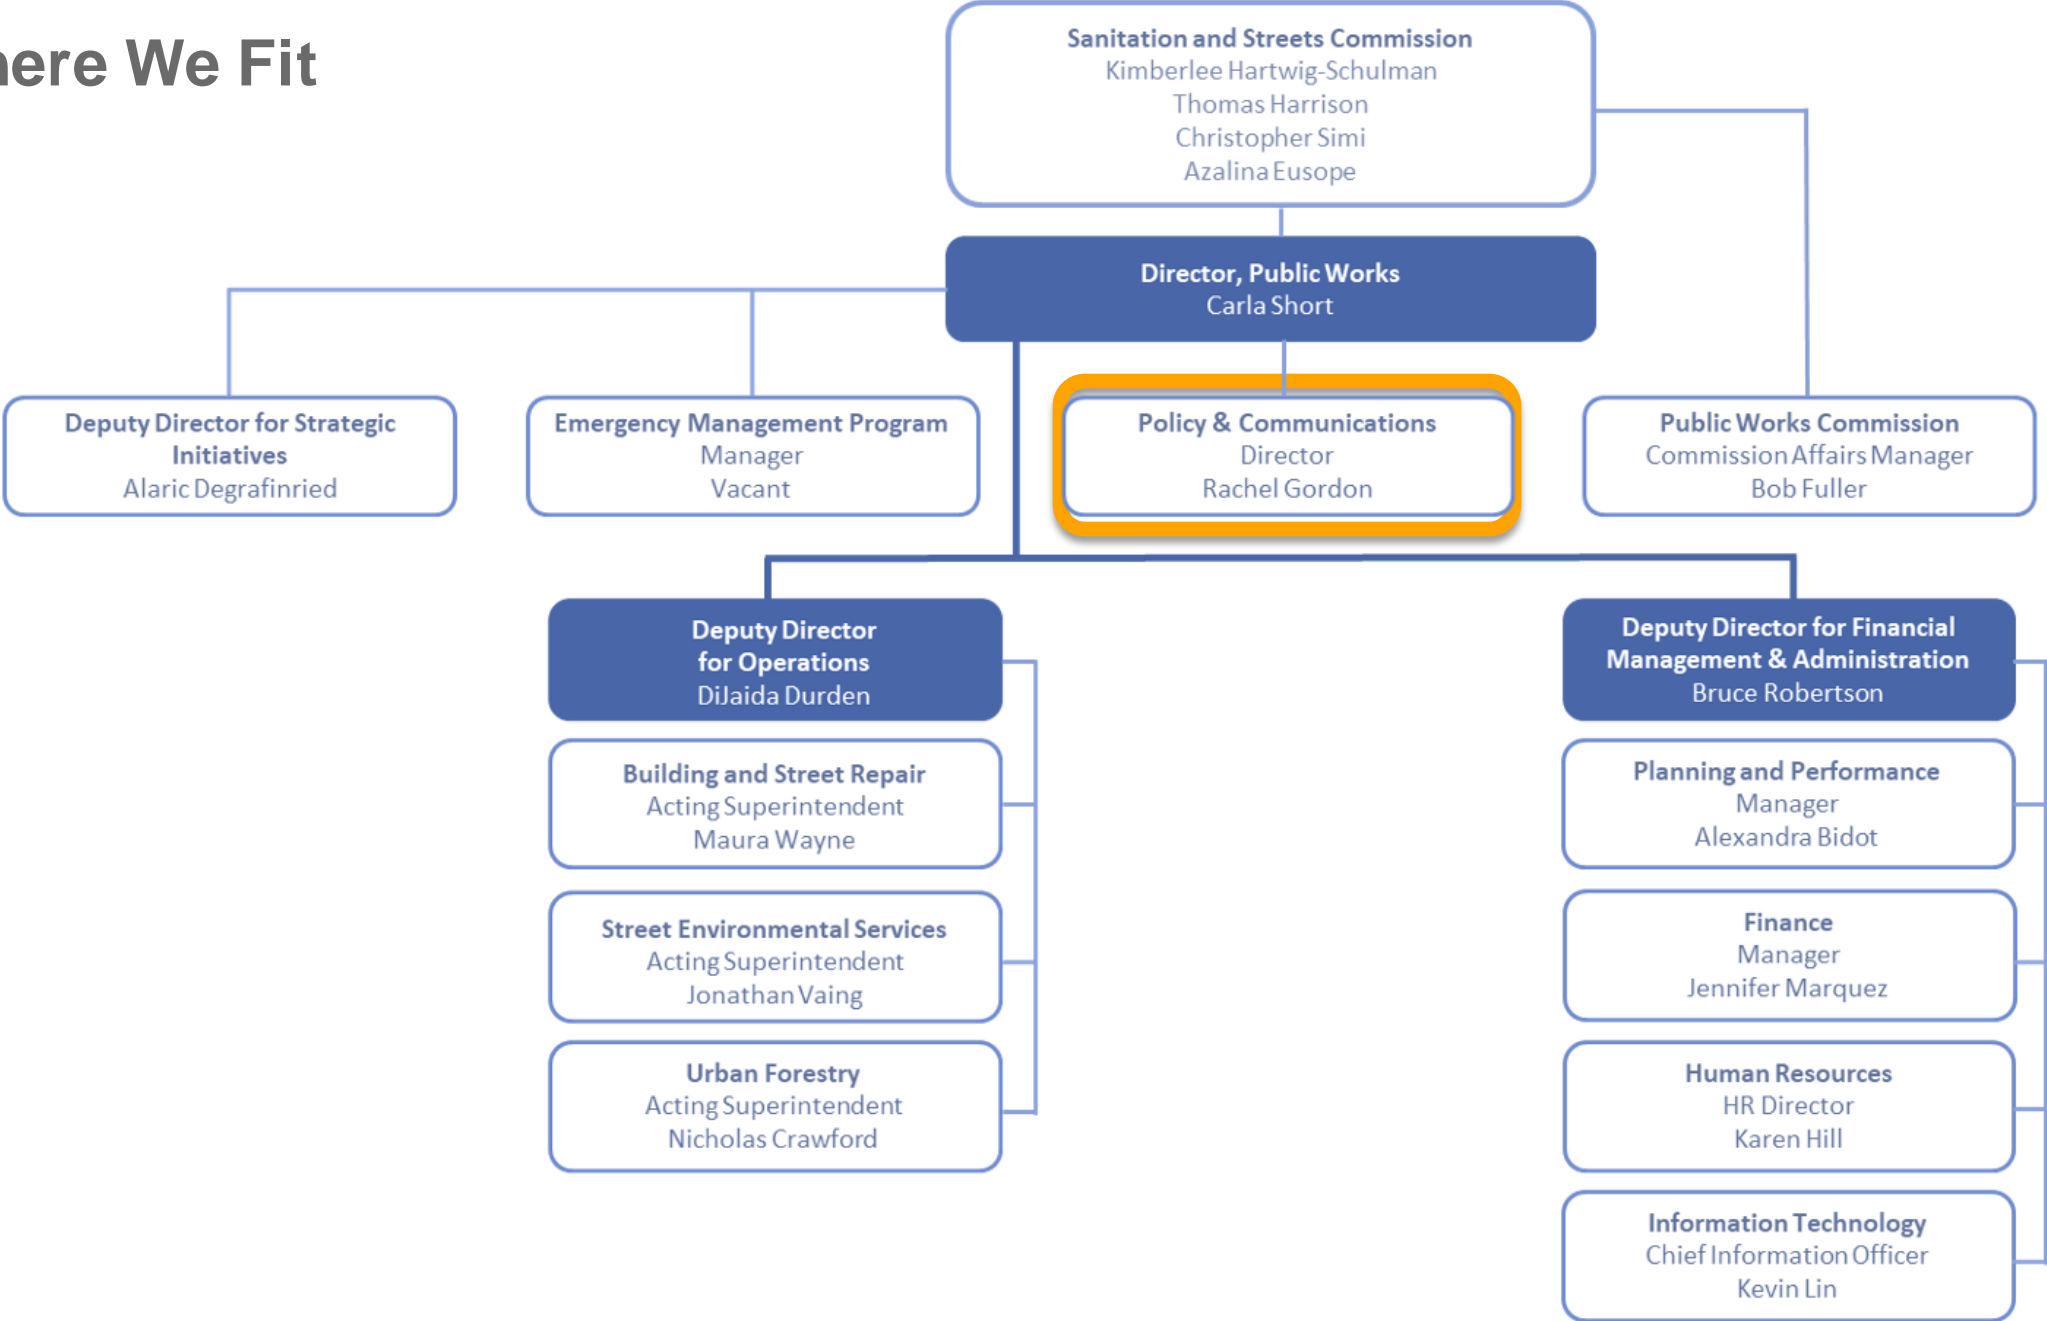 here We Fit
Sanitation and Streets Commission
Kimberlee Hartwig-Schulman
Thomas Harrison
Christopher Simi
Azalina Eusope
Director, Public Works
Carla Short
Deputy Director for Strategic
Initiatives
Alaric Degrafinried
Emergency Management Program
Manager
Vacant
Policy & Communications
Director
Rachel Gordon
Public Works Commission
Commission Affairs Manager
Bob Fuller
Deputy Director
for Operations
DiJaida Durden
Building and Street Repair
Acting Superintendent
Maura Wayne
Street Environmental Services
Acting Superintendent
Jonathan Vaing
Urban Forestry
Acting Superintendent
Nicholas Crawford
Deputy Director for Financial
Management & Administration
Bruce Robertson
Planning and Performance
Manager
Alexandra Bidot
Finance
Manager
Jennifer Marquez
Human Resources
HR Director
Karen Hill
Information Technology
Chief Information Officer
Kevin Lin